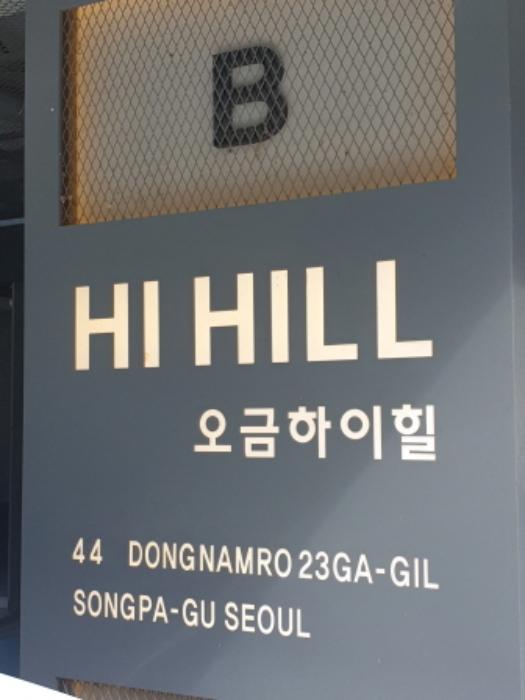 B
HI HILL
오금하이힐
44 DONGNAMRO 23GA-GIL
SONGPA-GU SEOUL